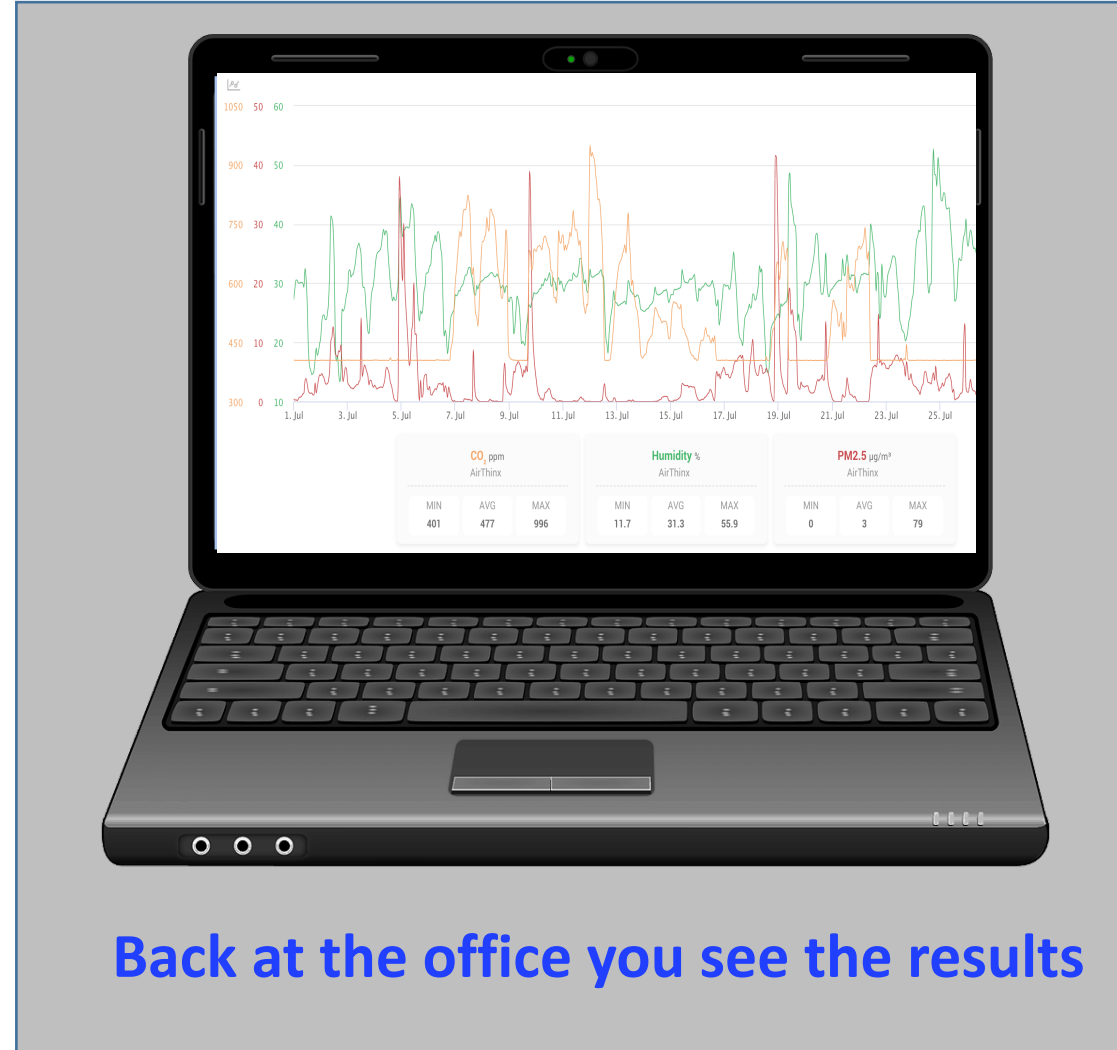 1050 50 60
900 40 50
750 30 40
600 20 30
450 10 20
300 0 10
1. Jul 3. Jul 5. Jul 7. Jul 9. Jul 11. Jul 13. Jul 15. Jul 17. Jul 19. Jul 21. Jul 23. Jul 25. Jul
CO₂ ppm
AirThinx
MIN AVG MAX
401 477 996
Humidity %
AirThinx
MIN AVG MAX
11.7 31.3 55.9
PM2.5 µg/m³
AirThinx
MIN AVG MAX
0 3 79
Back at the office you see the results